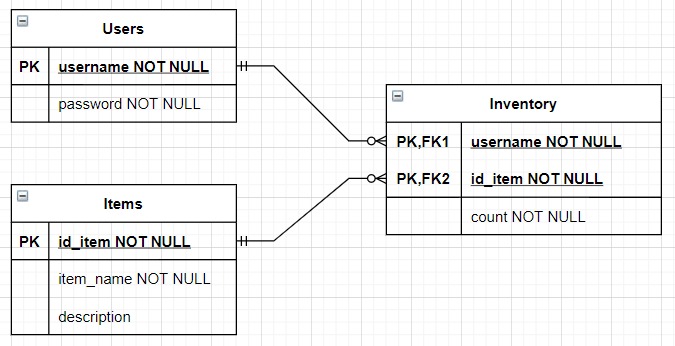 Users
PK username NOT NULL
password NOT NULL
Inventory
PK,FK1 username NOT NULL
PK,FK2 id_item NOT NULL
count NOT NULL
Items
PK id_item NOT NULL
item_name NOT NULL
description